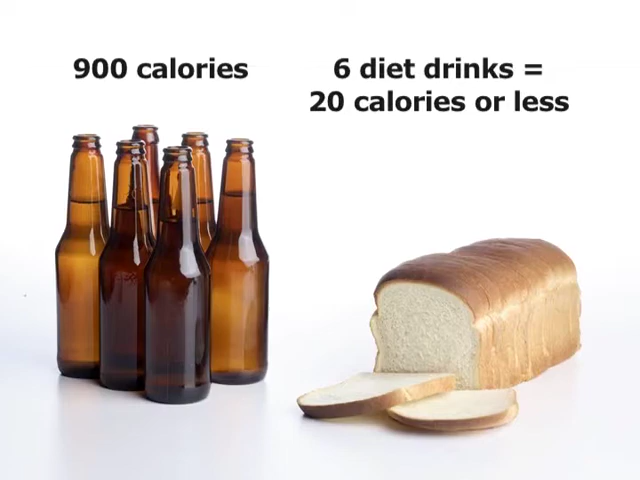 900 calories
6 diet drinks =
20 calories or less